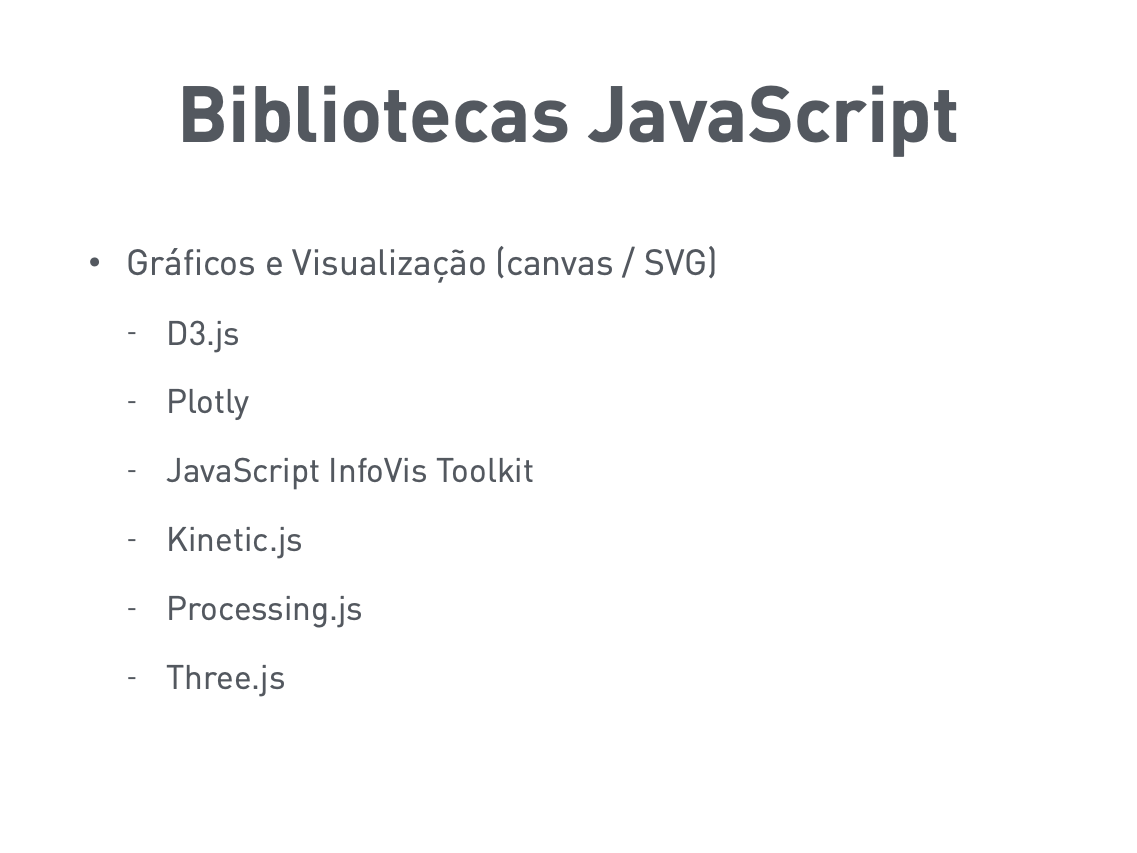 Bibliotecas JavaScript
• Gráficos e Visualização (canvas / SVG)
- D3.js
- Plotly
- JavaScript InfoVis Toolkit
- Kinetic.js
- Processing.js
- Three.js